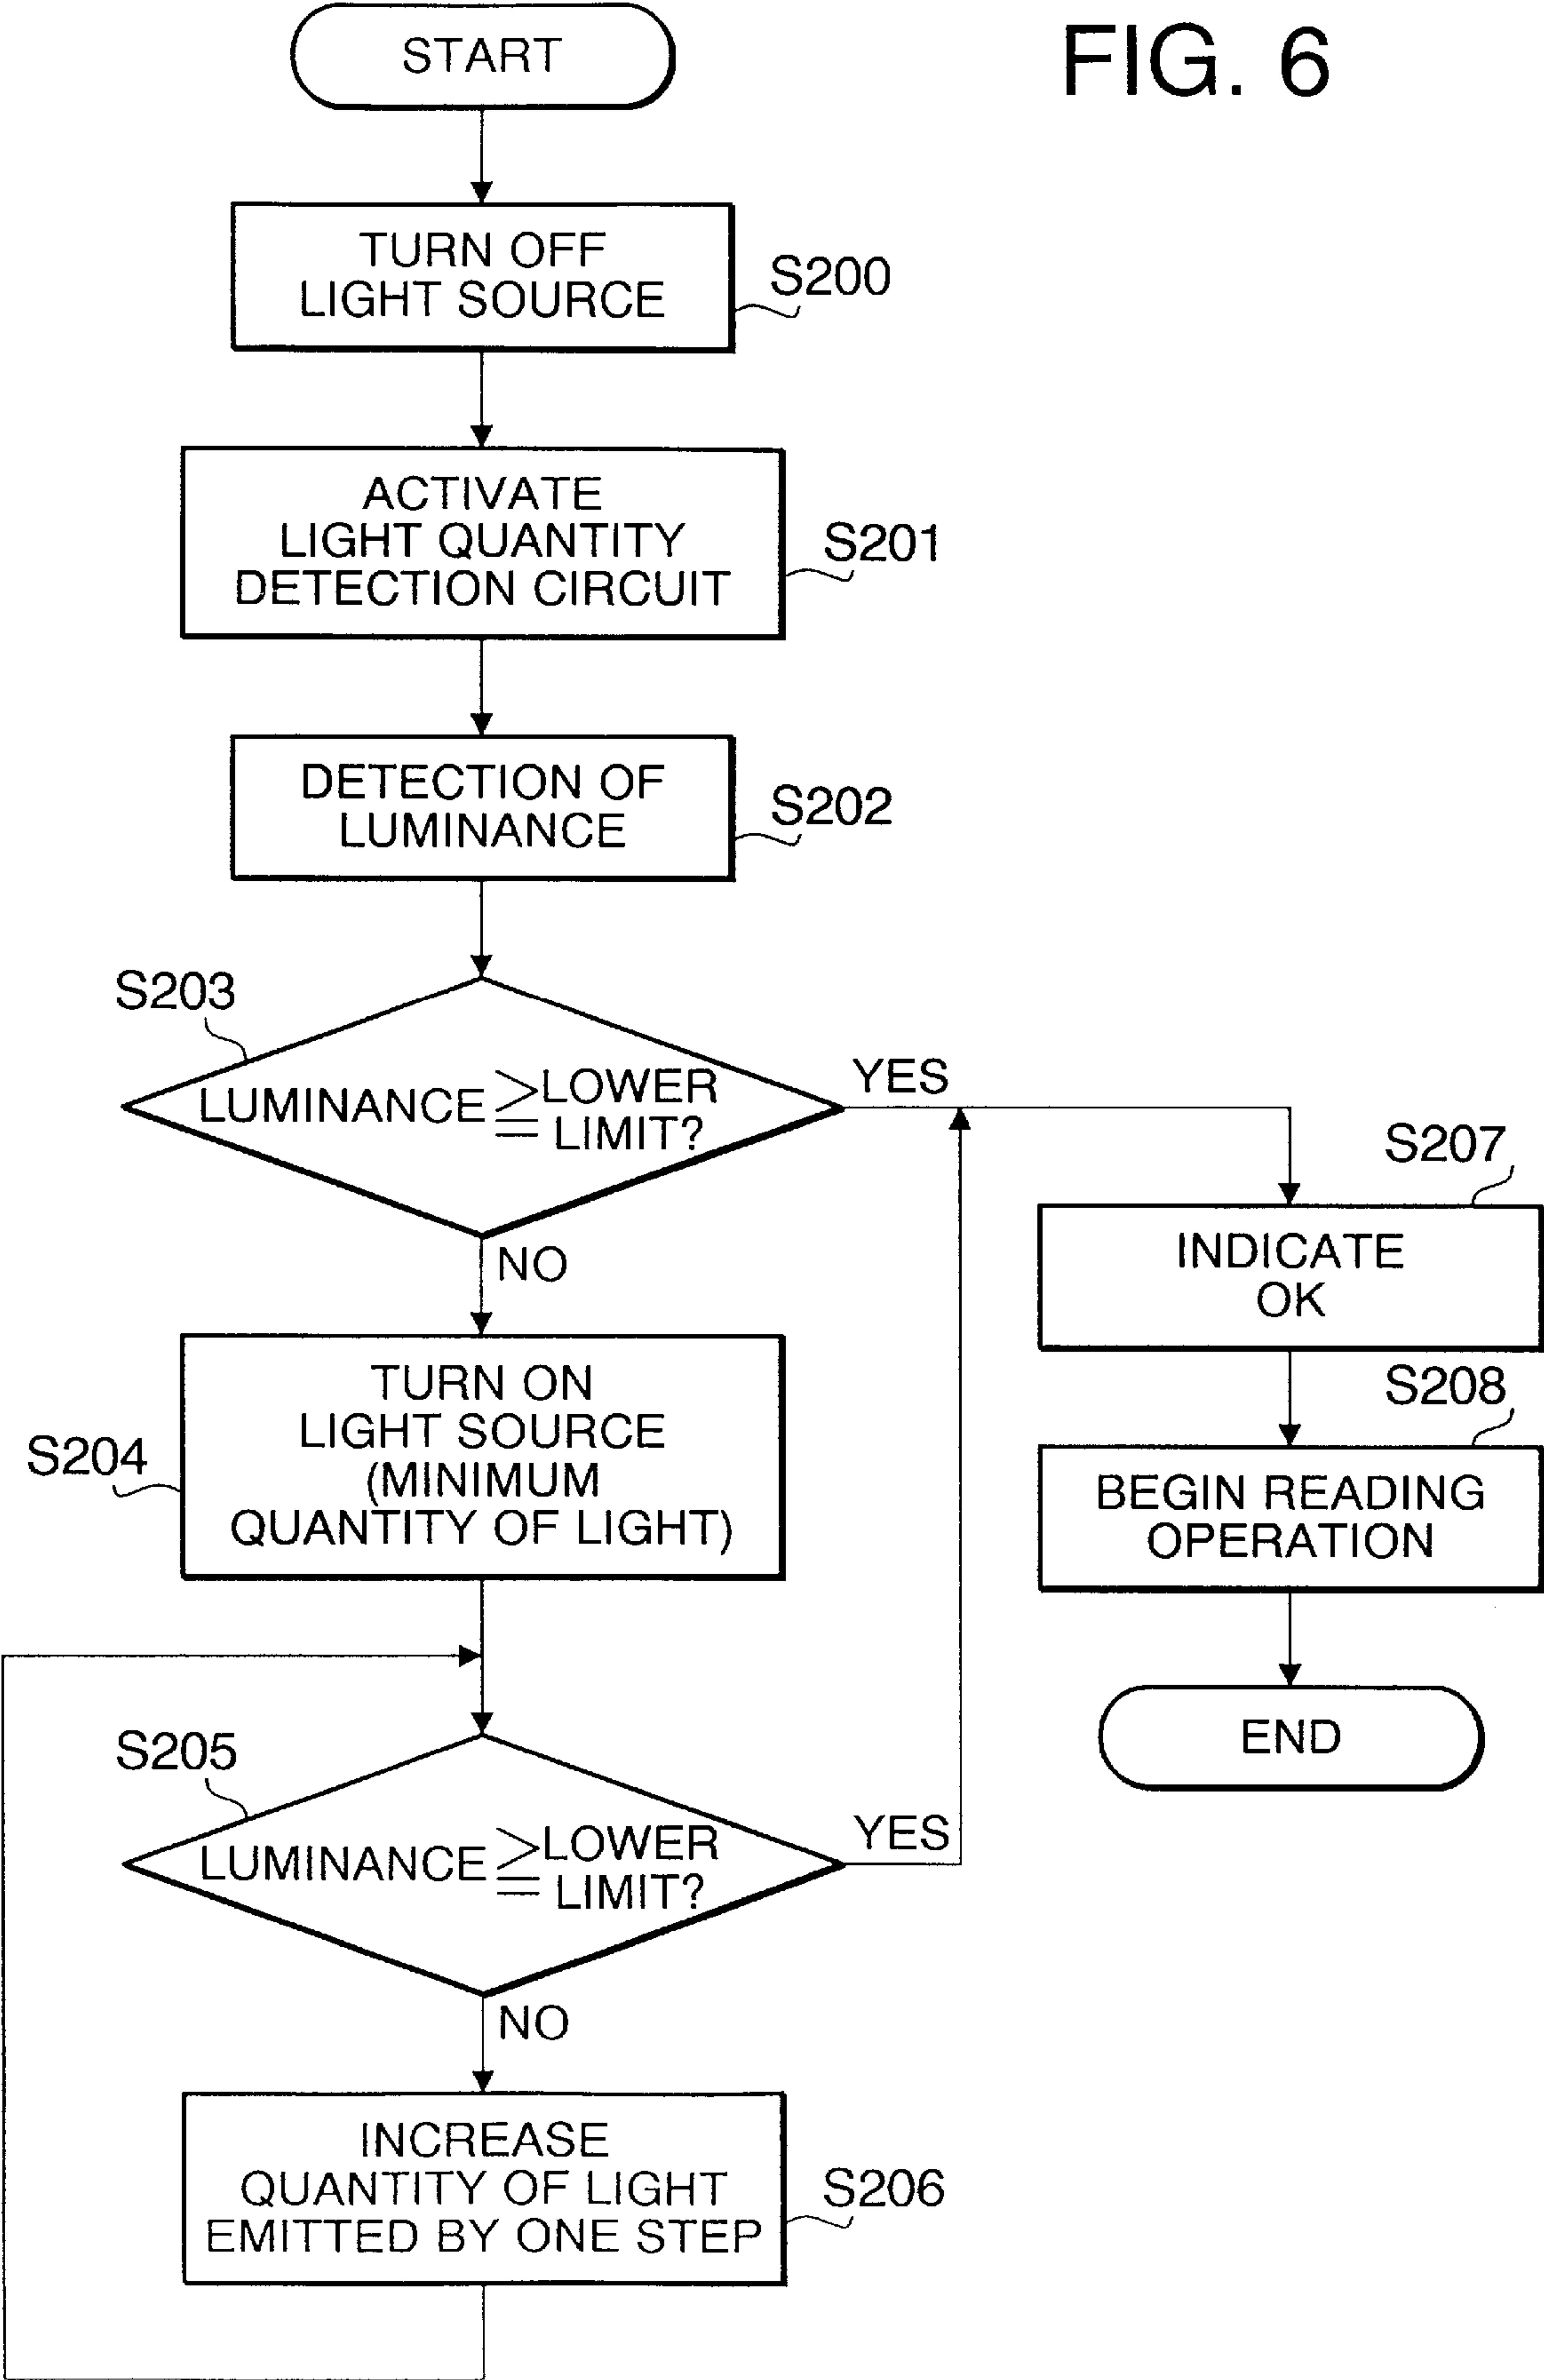 FIG. 6
START
TURN OFF
LIGHT SOURCE
S200
ACTIVATE
LIGHT QUANTITY
DETECTION CIRCUIT
S201
DETECTION OF
LUMINANCE
S202
S203
LUMINANCE ≧ LOWER
LIMIT?
YES
NO
TURN ON
LIGHT SOURCE
(MINIMUM
QUANTITY OF LIGHT)
S204
S205
LUMINANCE ≧ LOWER
LIMIT?
YES
NO
INCREASE
QUANTITY OF LIGHT
EMITTED BY ONE STEP
S206
S207
INDICATE
OK
S208
BEGIN READING
OPERATION
END